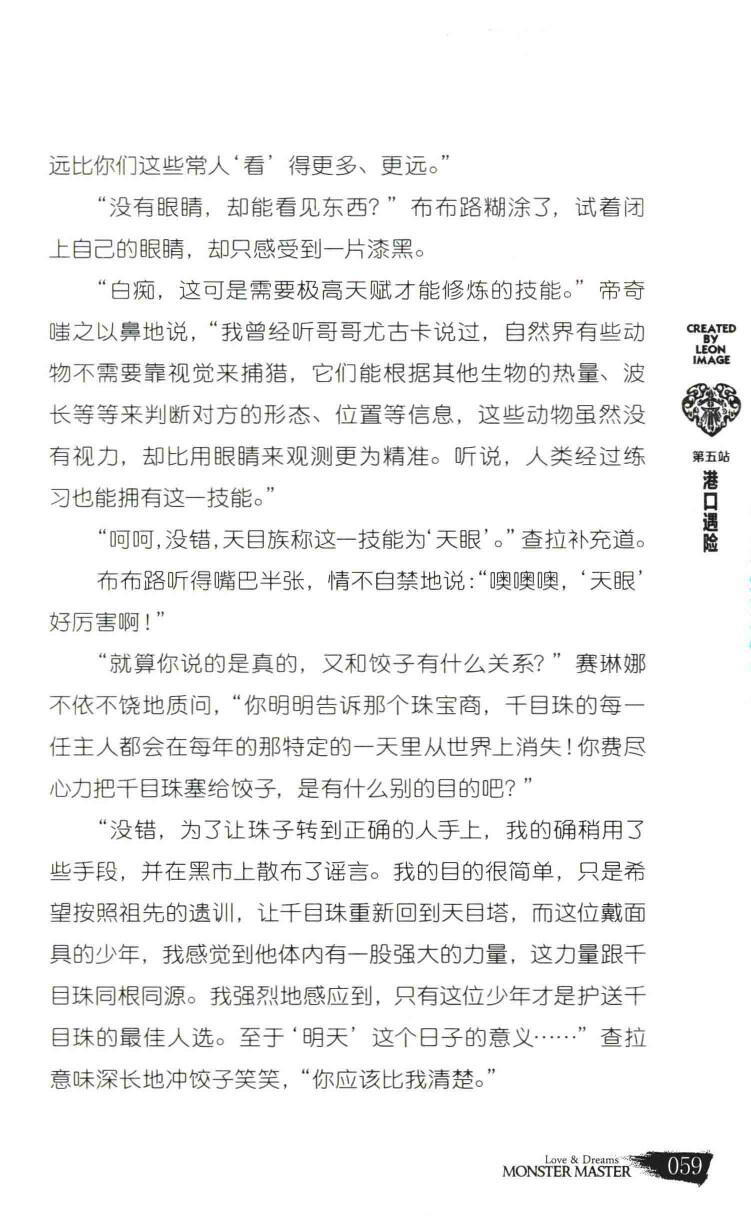 远比你们这些常人‘看’得更多、更远。”
“没有眼睛，却能看见东西？”布布路糊涂了，试着闭
上自己的眼睛，却只感受到一片漆黑。
“白痴，这可是需要极高天赋才能修炼的技能。”帝奇
嗤之以鼻地说，“我曾经听哥哥尤古卡说过，自然界有些动
物不需要靠视觉来捕猎，它们能根据其他生物的热量、波
长等等来判断对方的形态、位置等信息，这些动物虽然没
有视力，却比用眼睛来观测更为精准。听说，人类经过练
习也能拥有这一技能。”
“呵呵，没错，天目族称这一技能为‘天眼’。”查拉补充道。
布布路听得嘴巴半张，情不自禁地说：“噢噢噢，‘天眼’
好厉害啊！”
“就算你说的是真的，又和饺子有什么关系？”赛琳娜
不依不饶地质问，“你明明告诉那个珠宝商，千目珠的每一
任主人都会在每年的那特定的一天里从世界上消失！你费尽
心力把千目珠塞给饺子，是有什么别的目的吧？”
“没错，为了让珠子转到正确的人手上，我的确稍用了
些手段，并在黑市上散布了谣言。我的目的很简单，只是希
望按照祖先的遗训，让千目珠重新回到天目塔，而这位戴面
具的少年，我感觉到他体内有一股强大的力量，这力量跟千
目珠同根同源。我强烈地感应到，只有这位少年才是护送千
目珠的最佳人选。至于‘明天’这个日子的意义……”查拉
意味深长地冲饺子笑笑，“你应该比我清楚。”
CREATED
BY
LEON
IMAGE
第五站
港口遇险
Love & Dreams
MONSTER MASTER
059